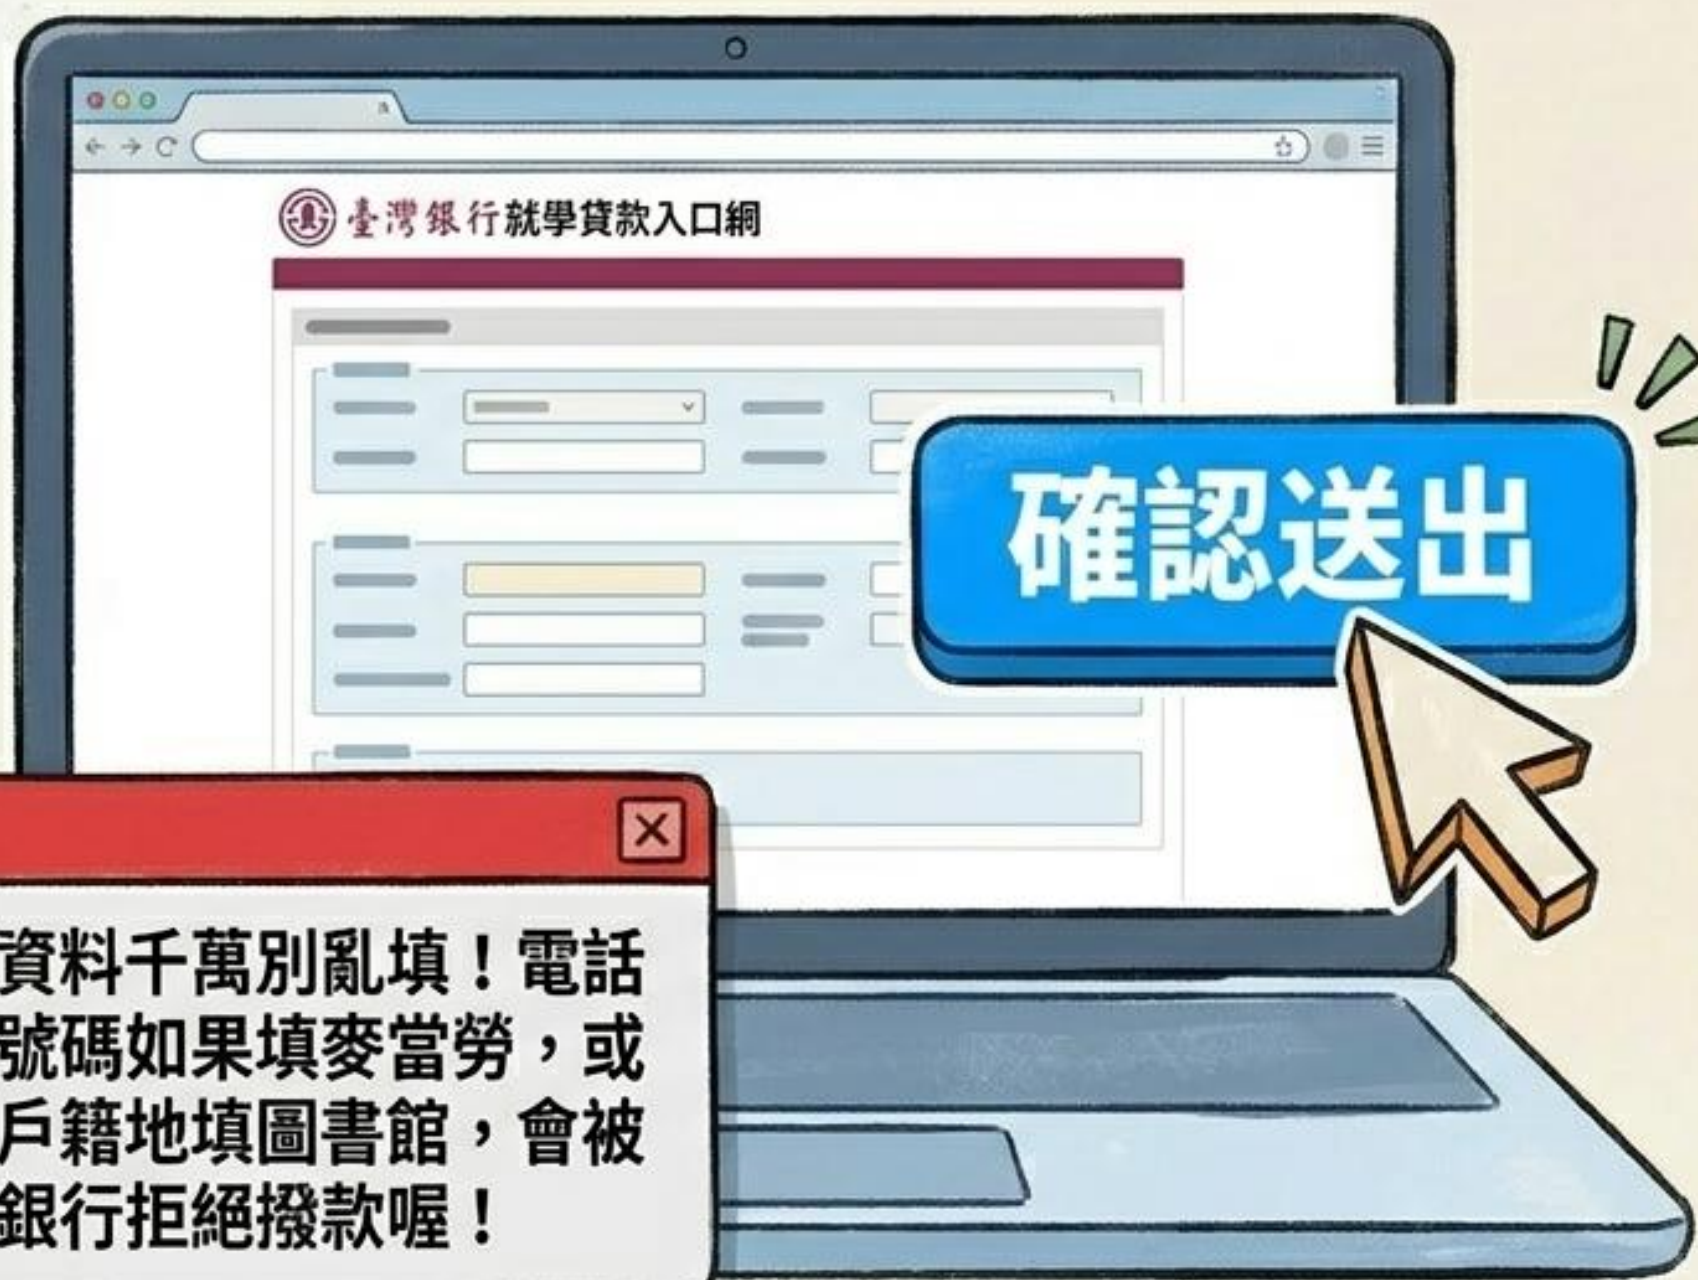 臺灣銀行就學貸款入口網
確認送出
資料千萬別亂填！電話
號碼如果填麥當勞，或
戶籍地填圖書館，會被
銀行拒絕撥款喔！